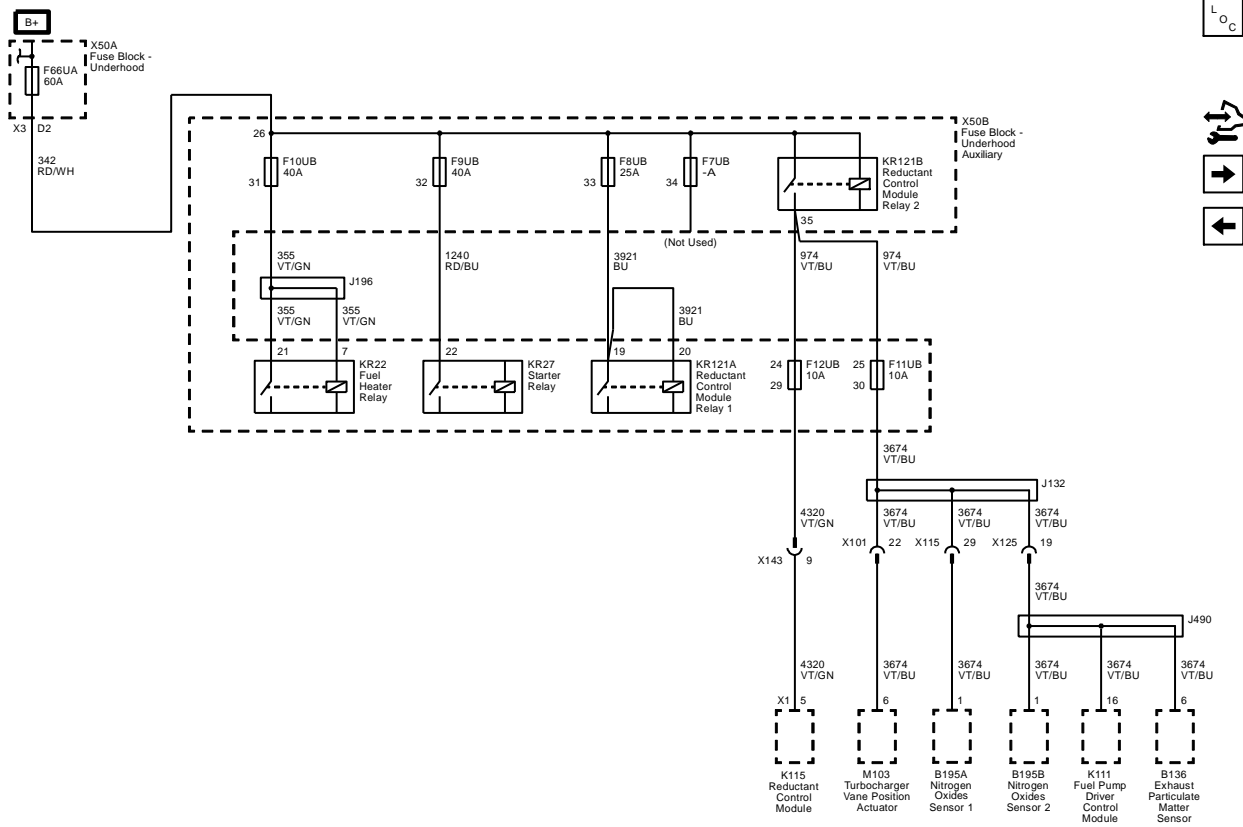 B+
X50A
Fuse Block -
Underhood
F66UA
60A
X3 D2
342
RD/WH
L
O
C
X50B
Fuse Block -
Underhood
Auxiliary
26
F10UB
40A
31
F9UB
40A
32
F8UB
25A
33
F7UB
-A
34
KR121B
Reductant
Control
Module
Relay 2
35
(Not Used)
355
VT/GN
1240
RD/BU
3921
BU
974
VT/BU
974
VT/BU
J196
355
VT/GN
355
VT/GN
3921
BU
21
7
KR22
Fuel
Heater
Relay
22
KR27
Starter
Relay
19
20
KR121A
Reductant
Control
Module
Relay 1
24
F12UB
10A
29
25
F11UB
10A
30
3674
VT/BU
J132
4320
VT/GN
3674
VT/BU
3674
VT/BU
3674
VT/BU
X143 9
X101 22
X115 29
X125 19
3674
VT/BU
J490
4320
VT/GN
3674
VT/BU
3674
VT/BU
3674
VT/BU
3674
VT/BU
3674
VT/BU
X1 5
6
1
1
16
6
K115
Reductant
Control
Module
M103
Turbocharger
Vane Position
Actuator
B195A
Nitrogen
Oxides
Sensor 1
B195B
Nitrogen
Oxides
Sensor 2
K111
Fuel Pump
Driver
Control
Module
B136
Exhaust
Particulate
Matter
Sensor